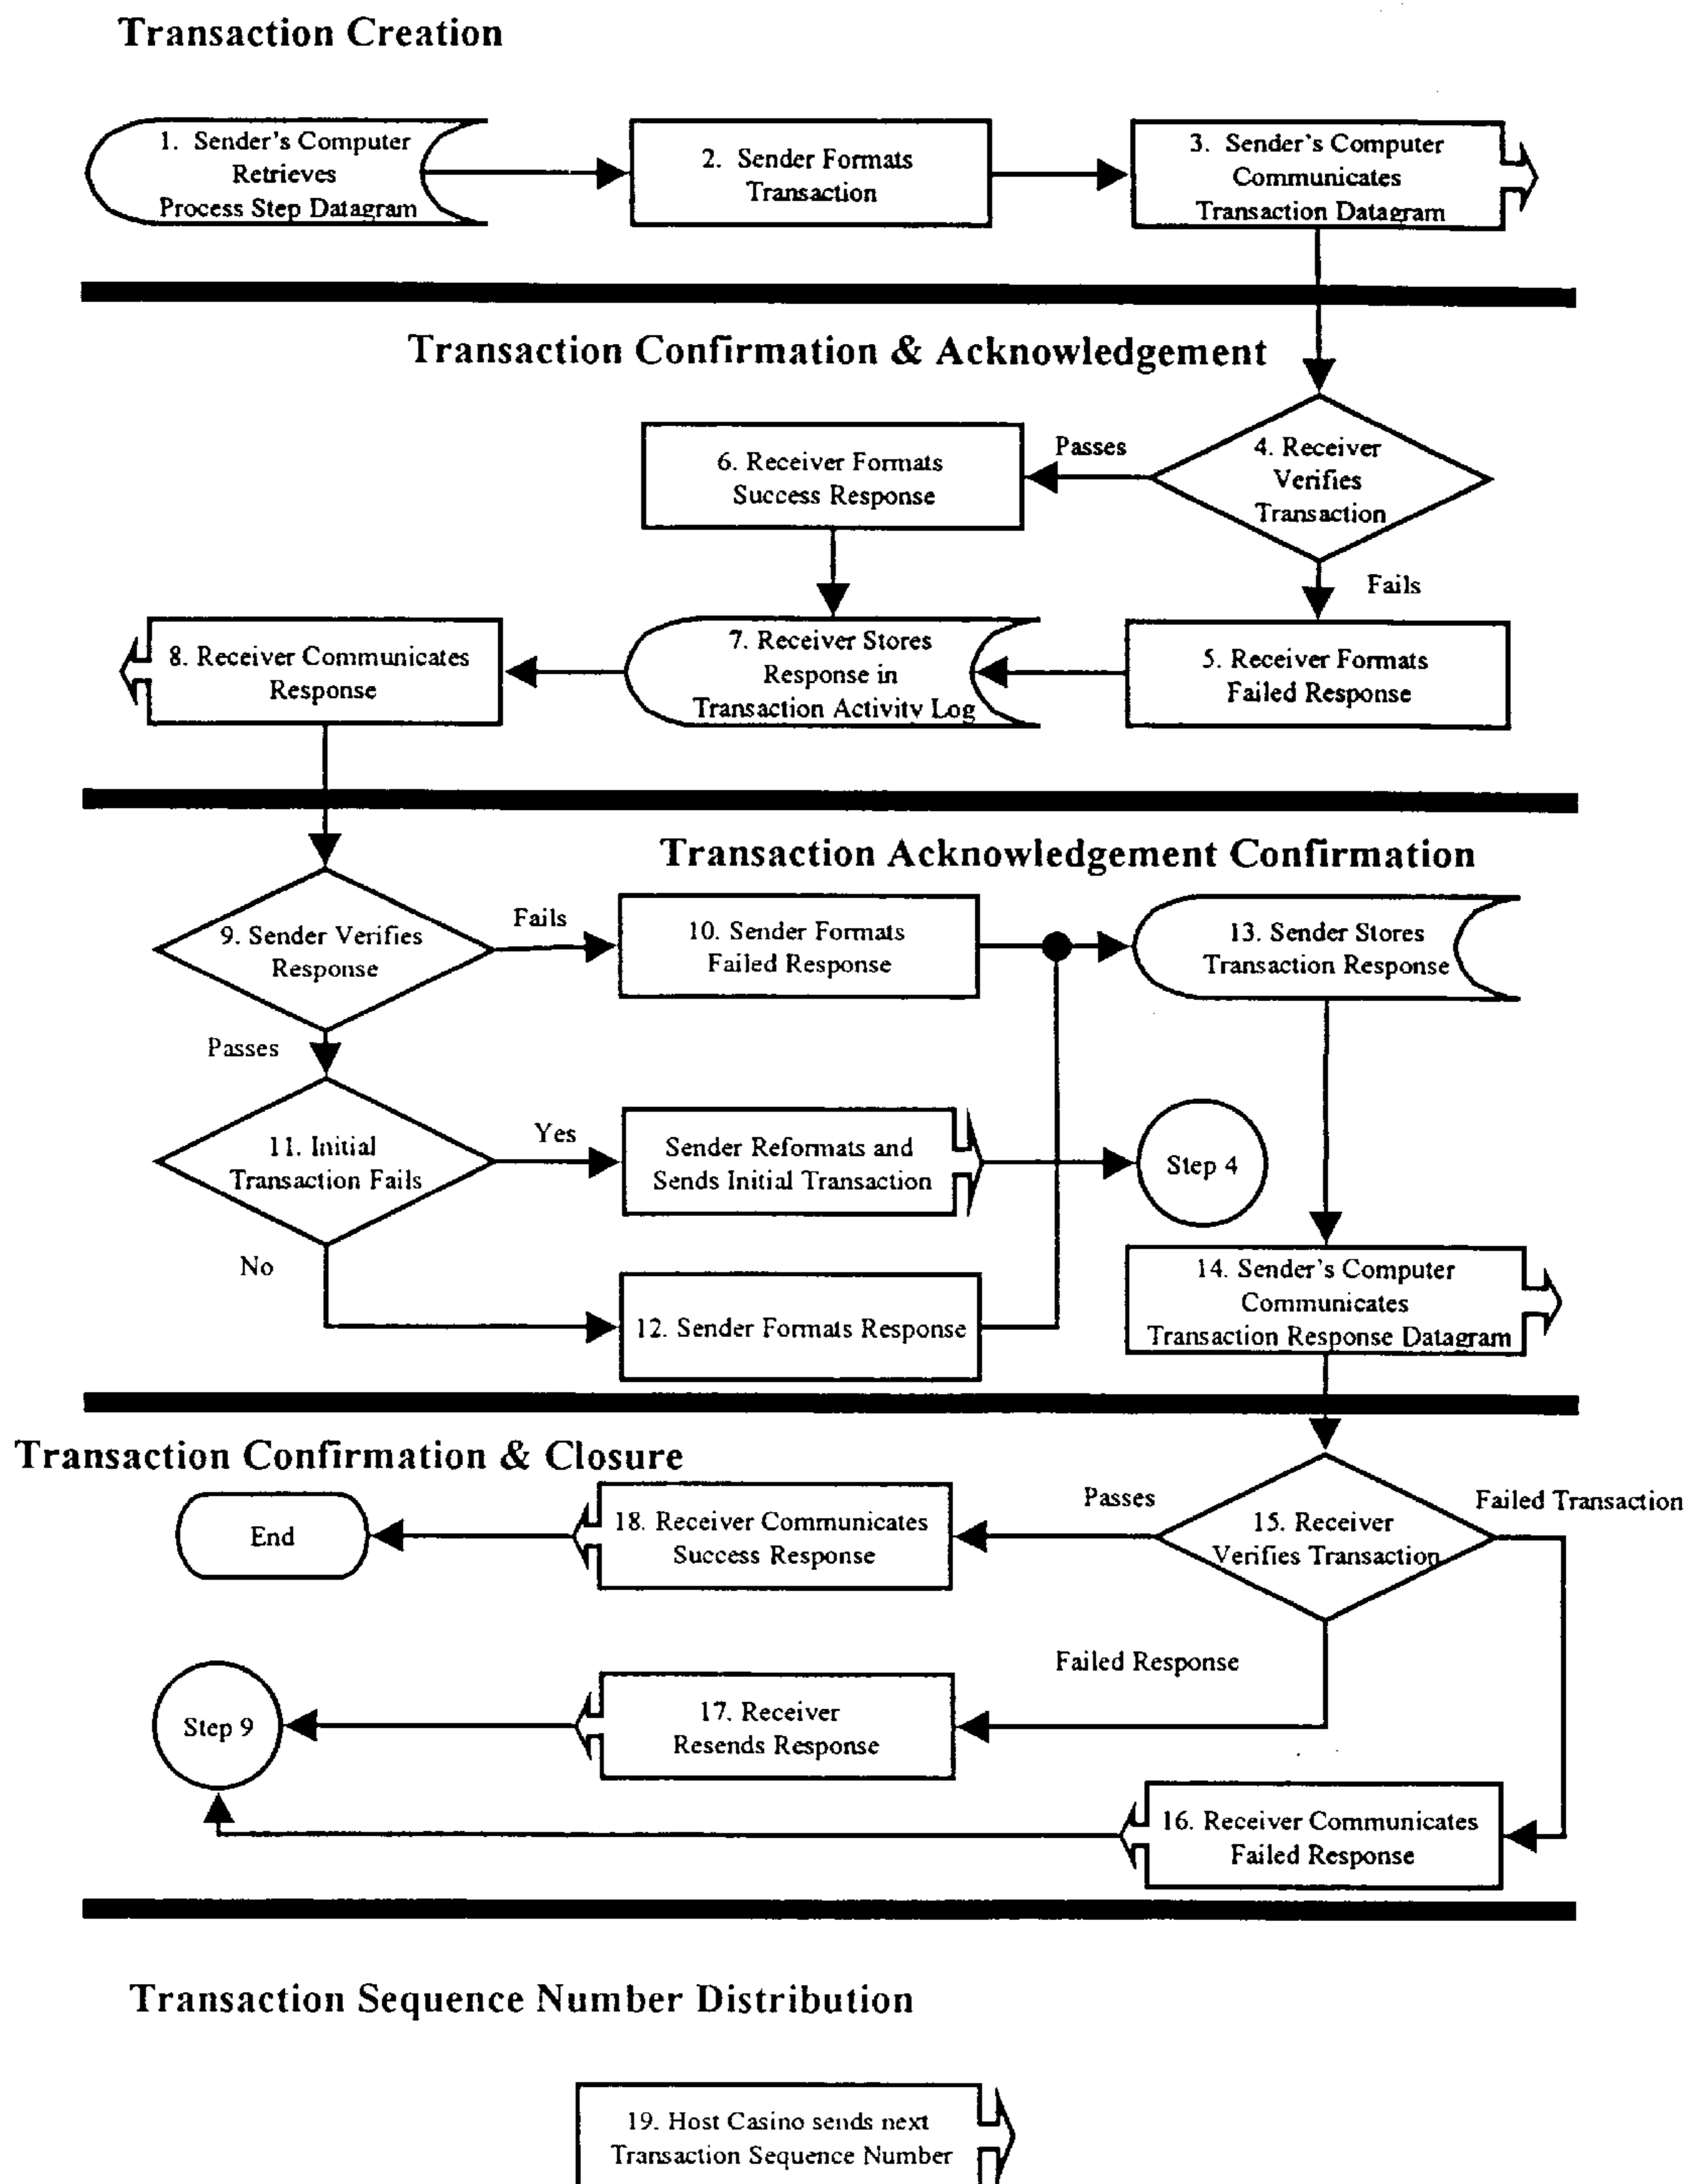 Transaction Creation
1. Sender's Computer
Retrieves
Process Step Datagram
2. Sender Formats
Transaction
3. Sender's Computer
Communicates
Transaction Datagram
Transaction Confirmation & Acknowledgement
4. Receiver
Verifies
Transaction
Passes
Fails
6. Receiver Formats
Success Response
5. Receiver Formats
Failed Response
7. Receiver Stores
Response in
Transaction Activity Log
8. Receiver Communicates
Response
Transaction Acknowledgement Confirmation
9. Sender Verifies
Response
Fails
10. Sender Formats
Failed Response
13. Sender Stores
Transaction Response
Passes
11. Initial
Transaction Fails
Yes
Sender Reformats and
Sends Initial Transaction
Step 4
No
12. Sender Formats Response
14. Sender's Computer
Communicates
Transaction Response Datagram
Transaction Confirmation & Closure
15. Receiver
Verifies Transaction
Passes
Failed Transaction
18. Receiver Communicates
Success Response
End
Failed Response
17. Receiver
Resends Response
Step 9
16. Receiver Communicates
Failed Response
Transaction Sequence Number Distribution
19. Host Casino sends next
Transaction Sequence Number